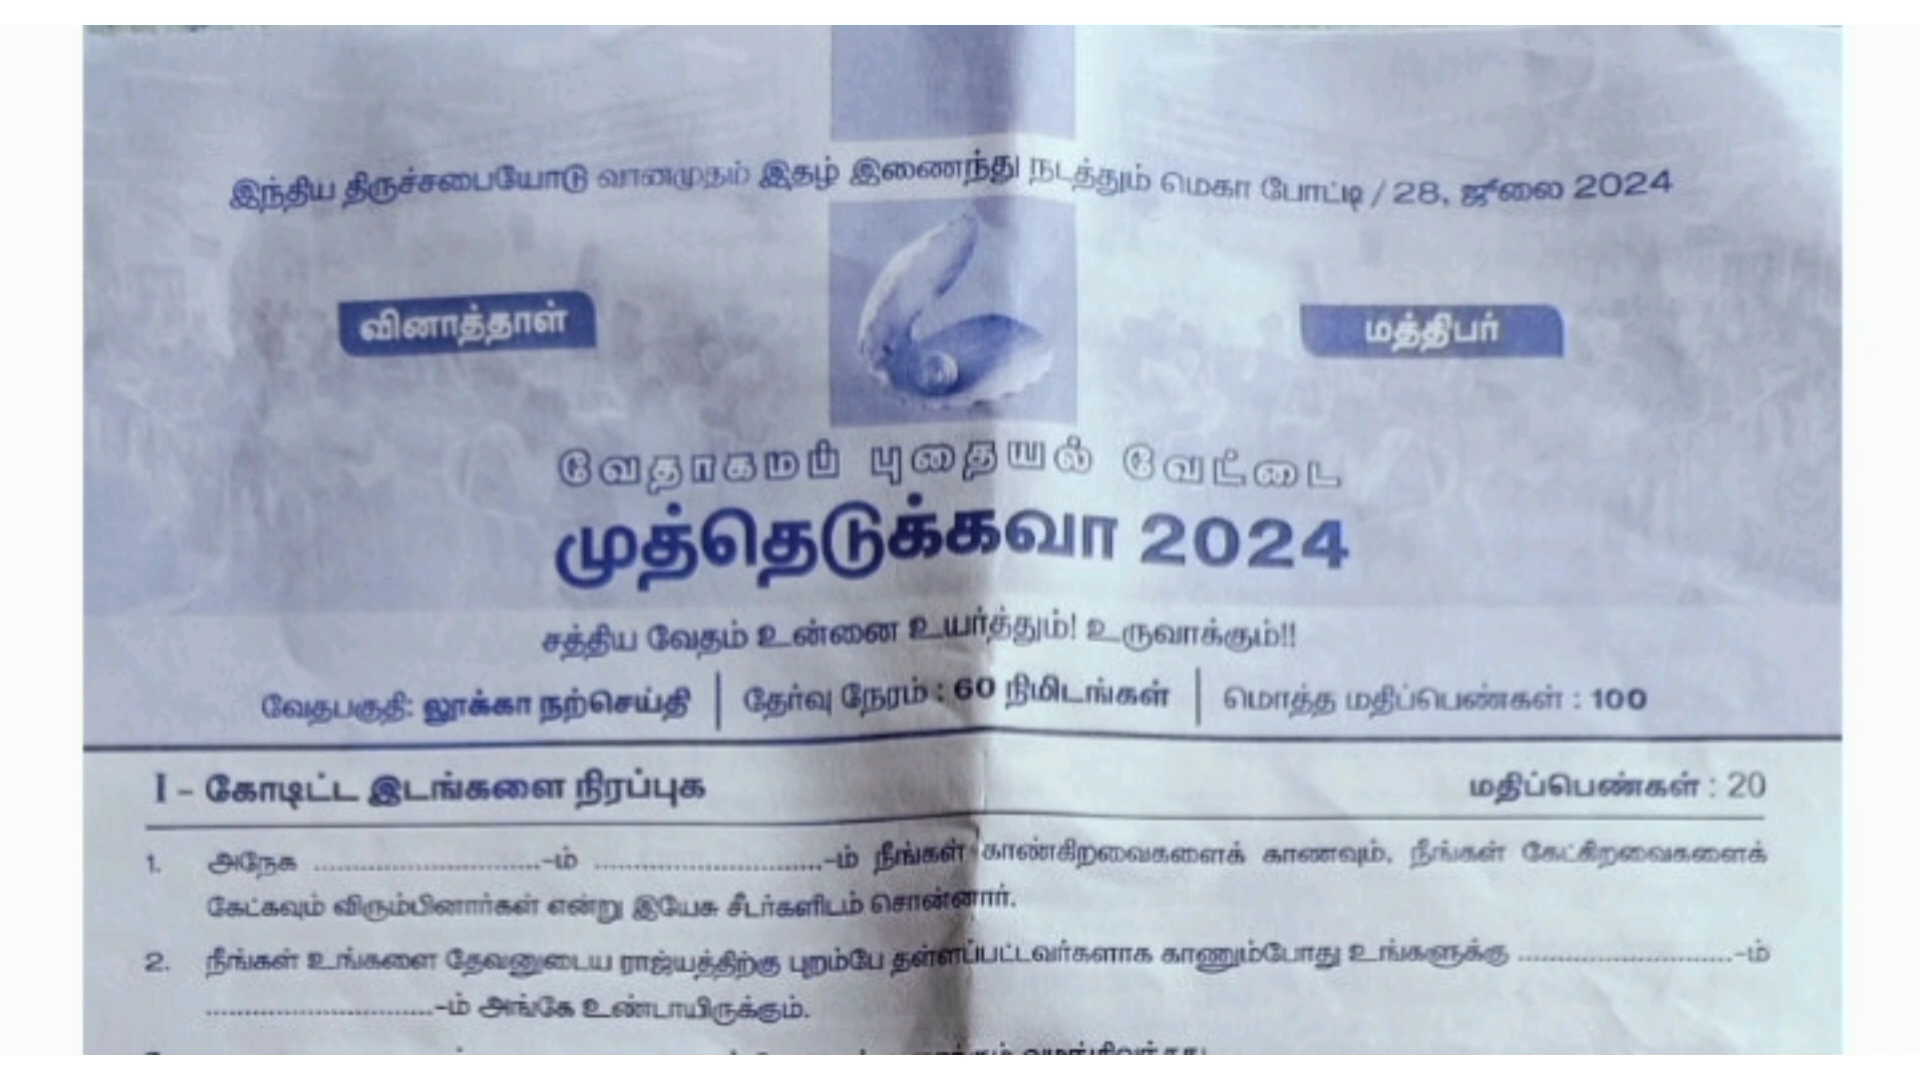 இந்திய திருச்சபையோடு வானமுதம் இதழ் இணைந்து நடத்தும் மெகா போட்டி / 28, ஜூலை 2024
வினாத்தாள்
மத்திபர்
வேதாகமப் புதையல் வேட்டை
முத்தெடுக்கவா 2024
சத்திய வேதம் உன்னை உயர்த்தும்! உருவாக்கும்!!
வேதபகுதி: லூக்கா நற்செய்தி | தேர்வு நேரம் : 60 நிமிடங்கள் | மொத்த மதிப்பெண்கள் : 100
I - கோடிட்ட இடங்களை நிரப்புக மதிப்பெண்கள் : 20
1. அநேக ..............................-ம் ..............................-ம் நீங்கள் காண்கிறவைகளைக் காணவும், நீங்கள் கேட்கிறவைகளைக்
கேட்கவும் விரும்பினார்கள் என்று இயேசு சீடர்களிடம் சொன்னார்.
2. நீங்கள் உங்களை தேவனுடைய ராஜ்யத்திற்கு புறம்பே தள்ளப்பட்டவர்களாக காணும்போது உங்களுக்கு ..............................-ம்
..............................-ம் அங்கே உண்டாயிருக்கும்.